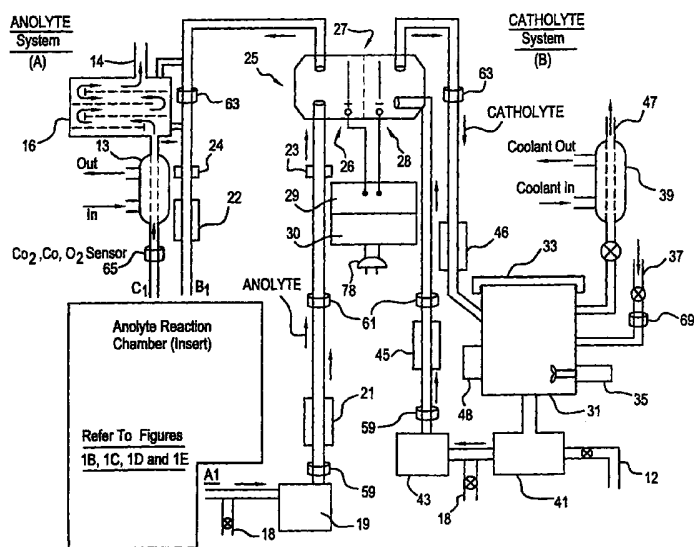 ANOLYTE
System
(A)
14
16
13
Out
In
Co2 ,Co, O2 Sensor
65
C1
B1
63
24
22
25
27
CATHOLYTE
System
(B)
63
CATHOLYTE
47
Coolant Out
Coolant In
39
23
26
28
29
30
78
46
33
37
69
ANOLYTE
61
45
21
48
35
31
59
59
Anolyte Reaction
Chamber (Insert)
Refer To Figures
1B, 1C, 1D and 1E
A1
18
19
43
18
41
12